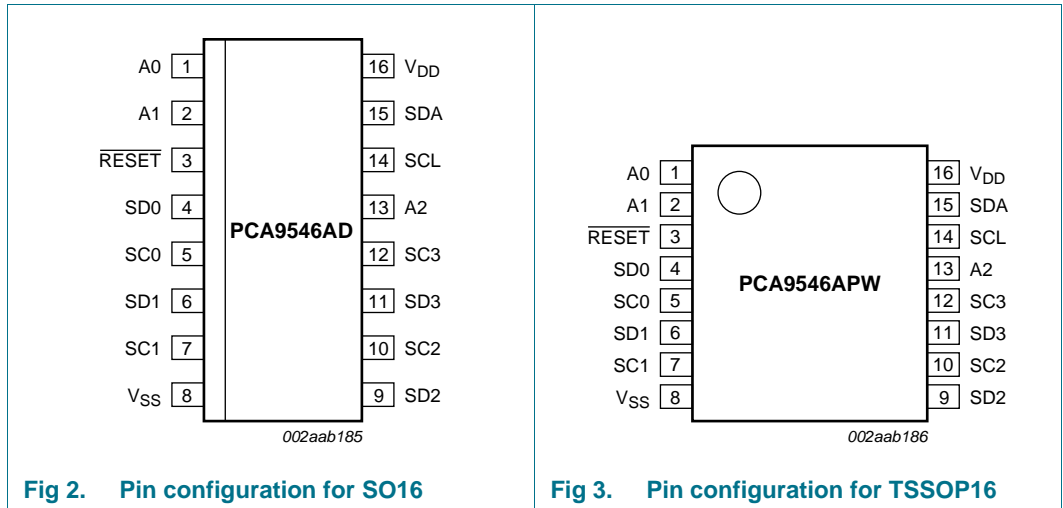 A0 1 16 VDD
A1 2 15 SDA
RESET 3 14 SCL
SD0 4 13 A2
PCA9546AD
SC0 5 12 SC3
SD1 6 11 SD3
SC1 7 10 SC2
VSS 8 9 SD2
002aab185
Fig 2. Pin configuration for SO16
A0 1 16 VDD
A1 2 15 SDA
RESET 3 14 SCL
SD0 4 13 A2
PCA9546APW
SC0 5 12 SC3
SD1 6 11 SD3
SC1 7 10 SC2
VSS 8 9 SD2
002aab186
Fig 3. Pin configuration for TSSOP16